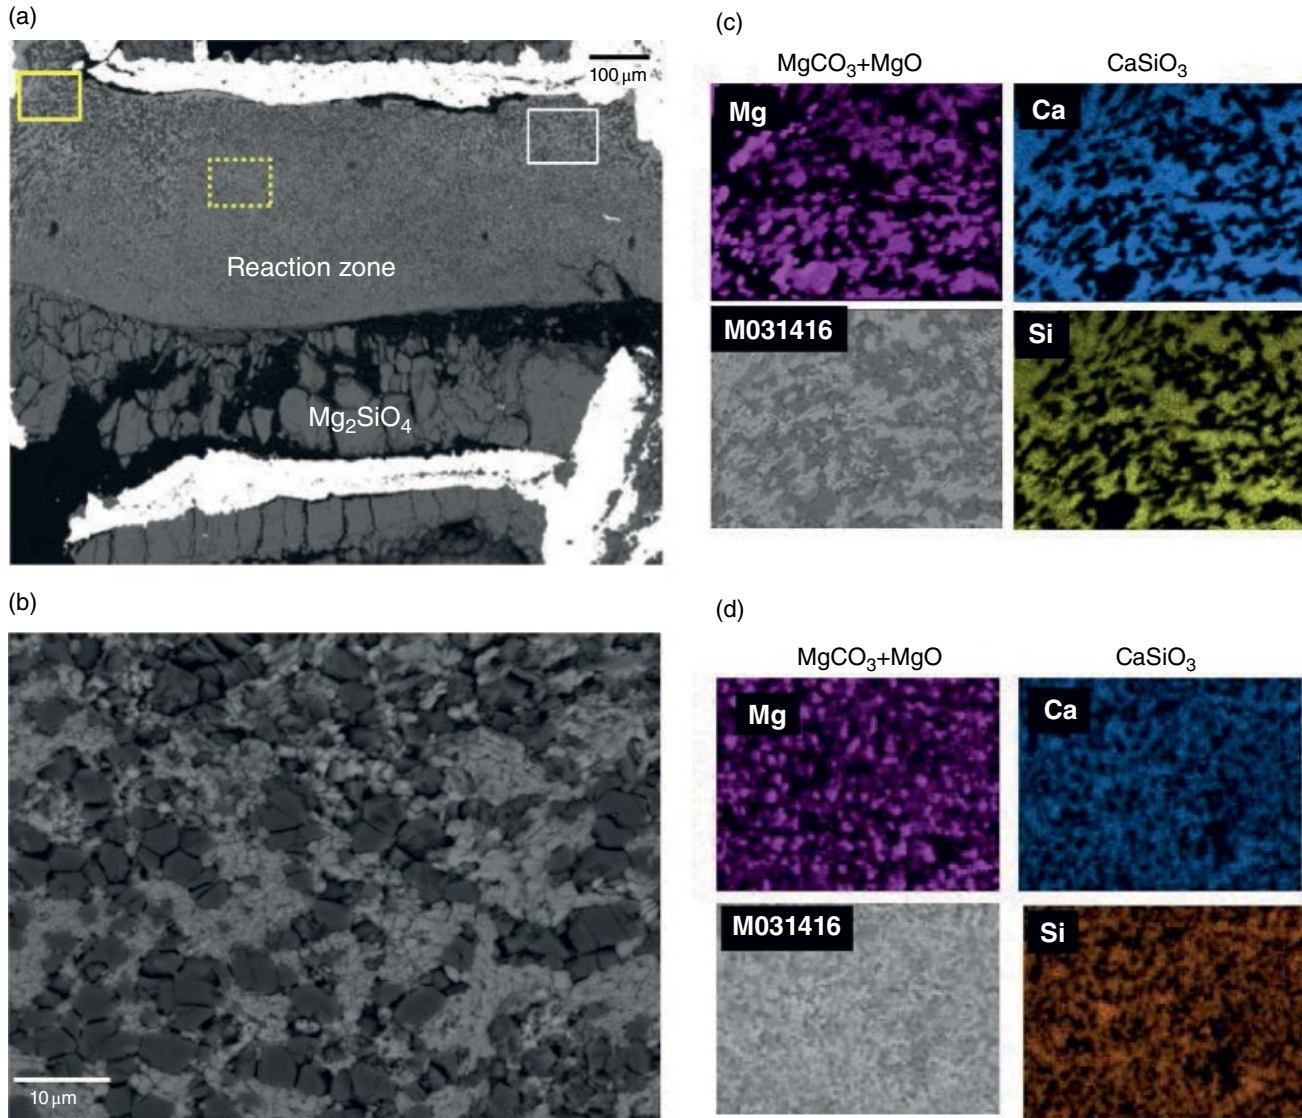 (a)
100 μm
Reaction zone
Mg₂SiO₄
(b)
10 μm
(c)
MgCO₃+MgO
CaSiO₃
Mg
Ca
M031416
Si
(d)
MgCO₃+MgO
CaSiO₃
Mg
Ca
M031416
Si